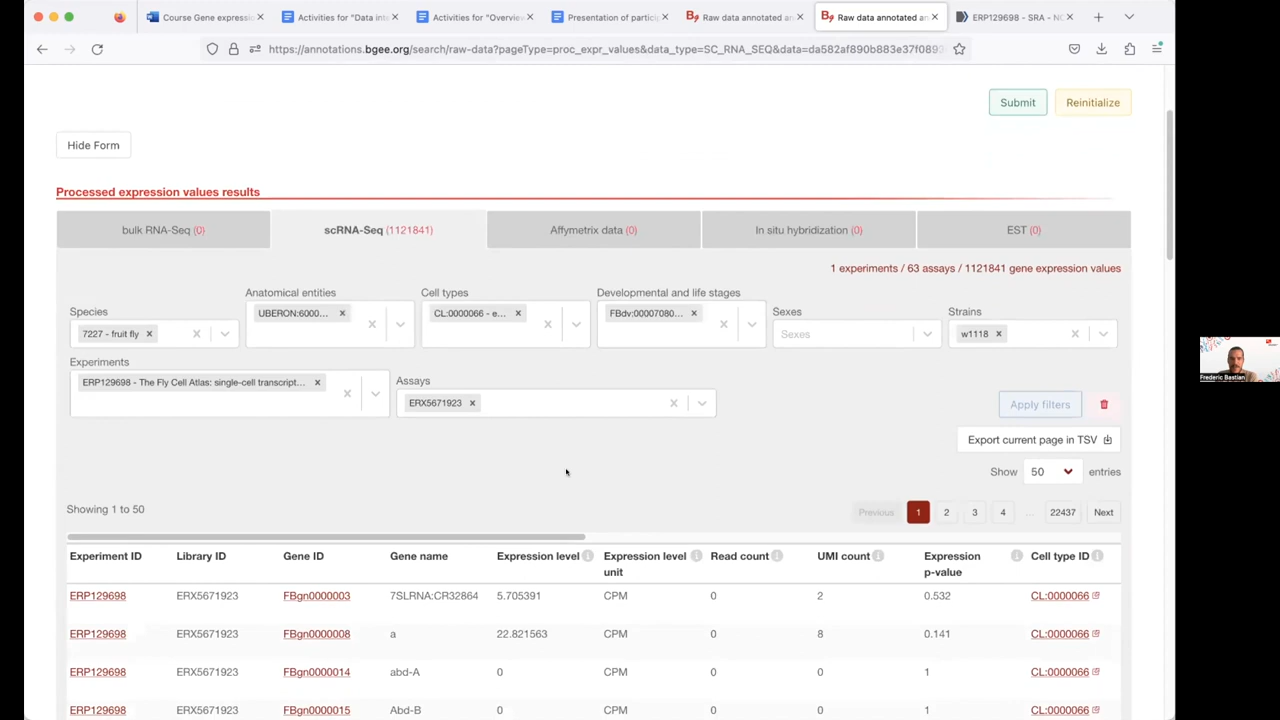 Course Gene expressi
Activities for "Data int
Activities for "Overview
Presentation of particip
Raw data annotated an
Raw data annotated an
ERP129698 - SRA - NC
https://annotations.bgee.org/search/raw-data?pageType=proc_expr_values&data_type=SC_RNA_SEQ&data=da582af890b883e37f0893
Submit
Reinitialize
Hide Form
Processed expression values results
bulk RNA-Seq (0)
scRNA-Seq (1121841)
Affymetrix data (0)
In situ hybridization (0)
EST (0)
1 experiments / 63 assays / 1121841 gene expression values
Species
Anatomical entities
Cell types
Developmental and life stages
Sexes
Strains
7227 - fruit fly
UBERON:6000...
CL:0000066 - e...
FBdv:00007080...
Sexes
w1118
Experiments
Assays
ERP129698 - The Fly Cell Atlas: single-cell transcript...
ERX5671923
Apply filters
Export current page in TSV
Show 50 entries
Showing 1 to 50
Previous 1 2 3 4 ... 22437 Next
Experiment ID Library ID Gene ID Gene name Expression level Expression level unit Read count UMI count Expression p-value Cell type ID
ERP129698 ERX5671923 FBgn0000003 7SLRNA:CR32864 5.705391 CPM 0 2 0.532 CL:0000066
ERP129698 ERX5671923 FBgn0000008 a 22.821563 CPM 0 8 0.141 CL:0000066
ERP129698 ERX5671923 FBgn0000014 abd-A 0 CPM 0 0 1 CL:0000066
ERP129698 ERX5671923 FBgn0000015 Abd-B 0 CPM 0 0 1 CL:0000066
Frederic Bastian